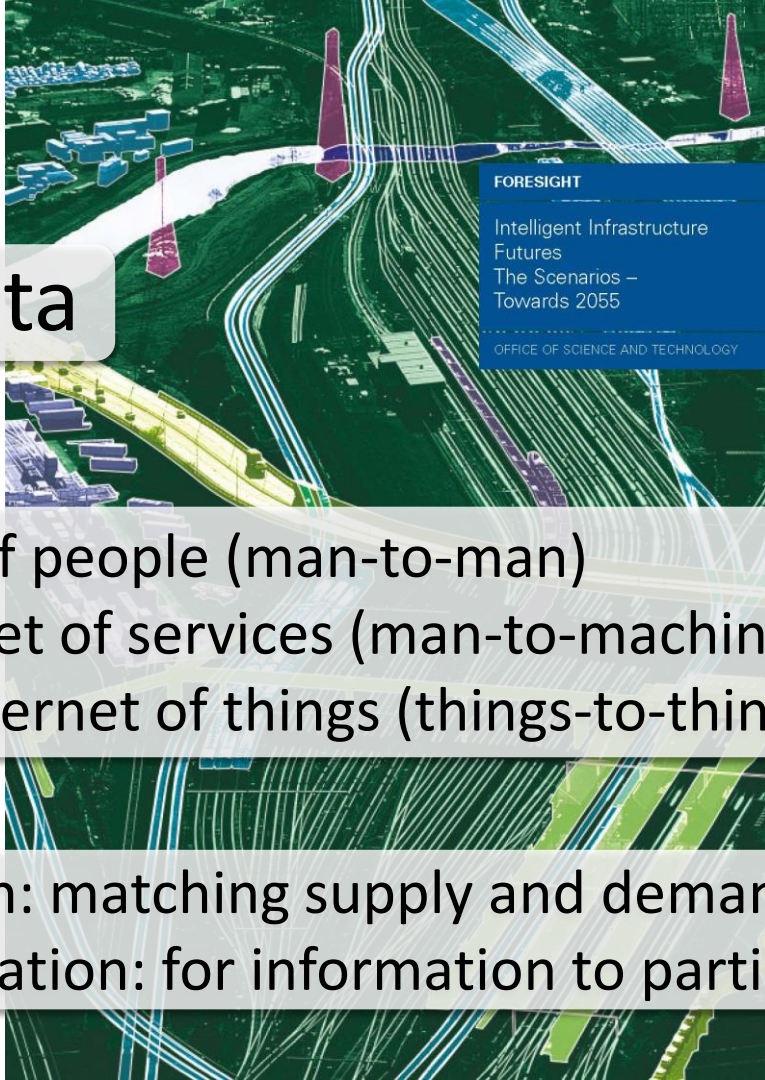 FORESIGHT
Intelligent Infrastructure
Futures
The Scenarios –
Towards 2055
OFFICE OF SCIENCE AND TECHNOLOGY
ta
f people (man-to-man)
et of services (man-to-machin
ernet of things (things-to-thin
n: matching supply and deman
ation: for information to parti